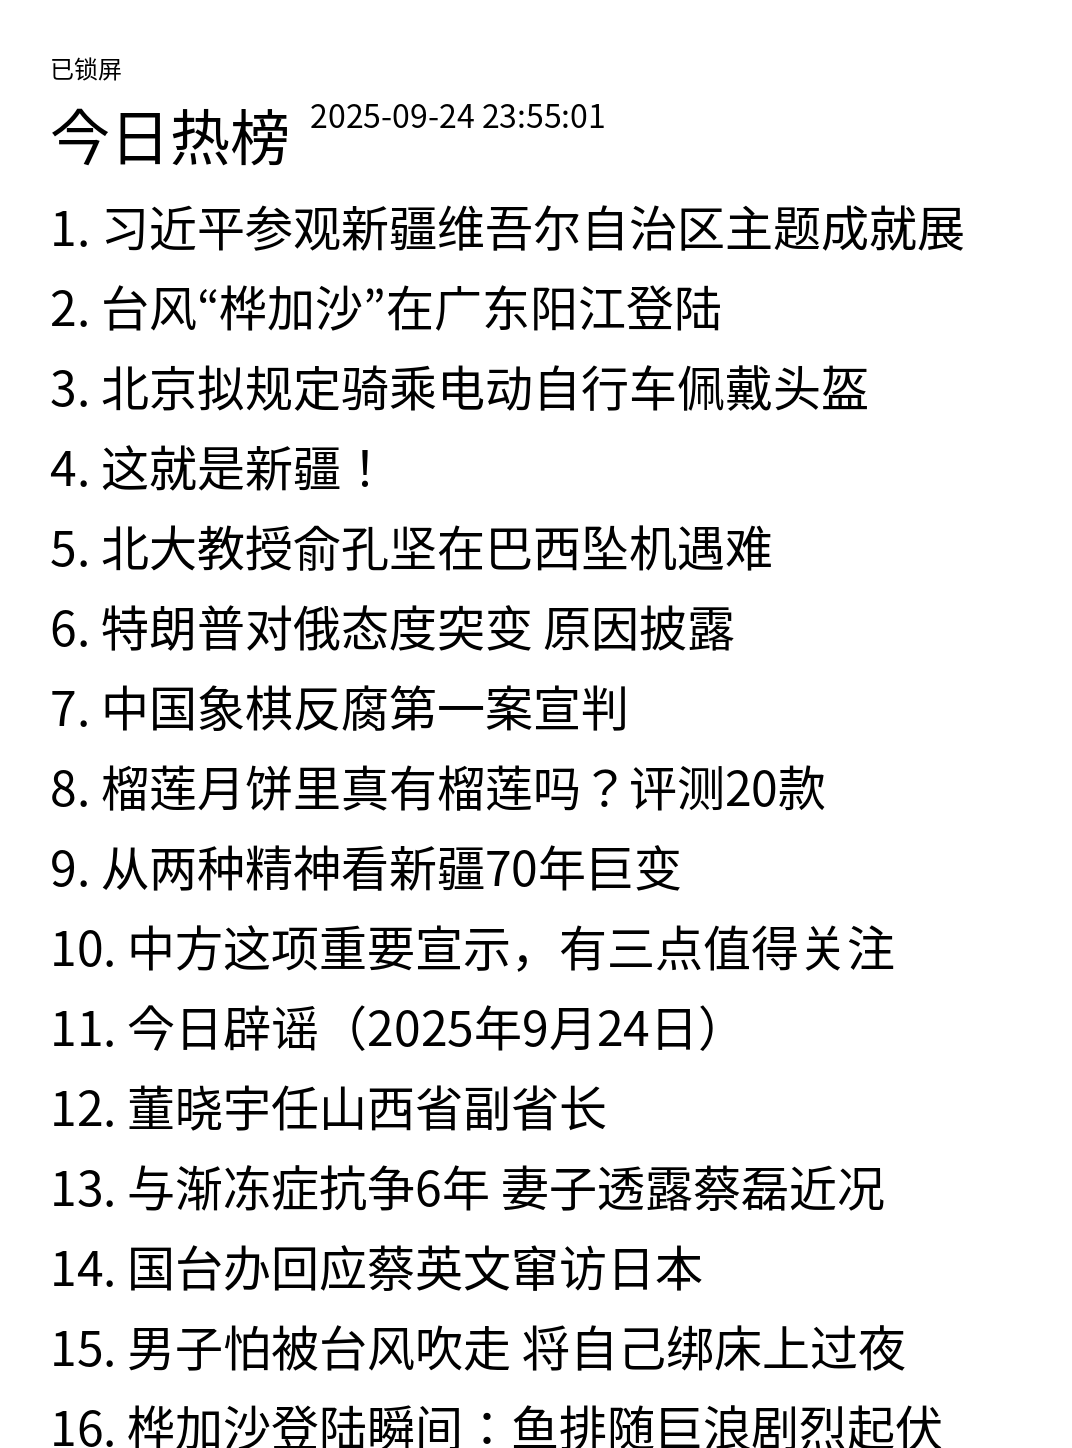 已锁屏
今日热榜 2025-09-24 23:55:01
1. 习近平参观新疆维吾尔自治区主题成就展
2. 台风“桦加沙”在广东阳江登陆
3. 北京拟规定骑乘电动自行车佩戴头盔
4. 这就是新疆！
5. 北大教授俞孔坚在巴西坠机遇难
6. 特朗普对俄态度突变 原因披露
7. 中国象棋反腐第一案宣判
8. 榴莲月饼里真有榴莲吗？评测20款
9. 从两种精神看新疆70年巨变
10. 中方这项重要宣示，有三点值得关注
11. 今日辟谣（2025年9月24日）
12. 董晓宇任山西省副省长
13. 与渐冻症抗争6年 妻子透露蔡磊近况
14. 国台办回应蔡英文窜访日本
15. 男子怕被台风吹走 将自己绑床上过夜
16. 桦加沙登陆瞬间：鱼排随巨浪剧烈起伏